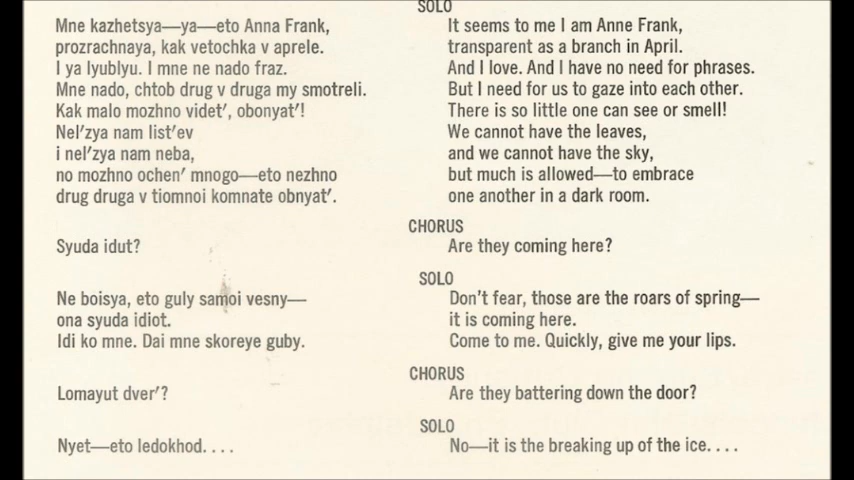 SOLO
Mne kazhetsya—ya—eto Anna Frank,
prozrachnaya, kak vetochka v aprele.
I ya lyublyu. I mne ne nado fraz.
Mne nado, chtob drug v druga my smotreli.
Kak malo mozhno videt′, obonyat′!
Nel′zya nam list′ev
i nel′zya nam neba,
no mozhno ochen′ mnogo—eto nezhno
drug druga v tiomnoi komnate obnyat′.
It seems to me I am Anne Frank,
transparent as a branch in April.
And I love. And I have no need for phrases.
But I need for us to gaze into each other.
There is so little one can see or smell!
We cannot have the leaves,
and we cannot have the sky,
but much is allowed—to embrace
one another in a dark room.
CHORUS
Syuda idut?
Are they coming here?
SOLO
Ne boisya, eto guly samoi vesny—
ona syuda idiot.
Idi ko mne. Dai mne skoreye guby.
Don't fear, those are the roars of spring—
it is coming here.
Come to me. Quickly, give me your lips.
CHORUS
Lomayut dver′?
Are they battering down the door?
SOLO
Nyet—eto ledokhod. . . .
No—it is the breaking up of the ice. . . .